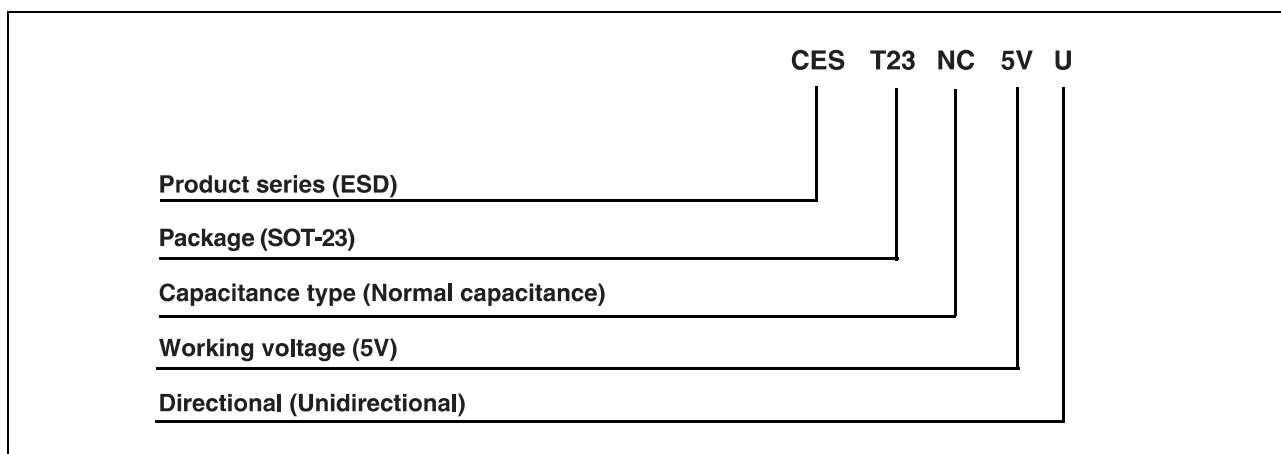 CES T23 NC 5V U
Product series (ESD)
Package (SOT-23)
Capacitance type (Normal capacitance)
Working voltage (5V)
Directional (Unidirectional)